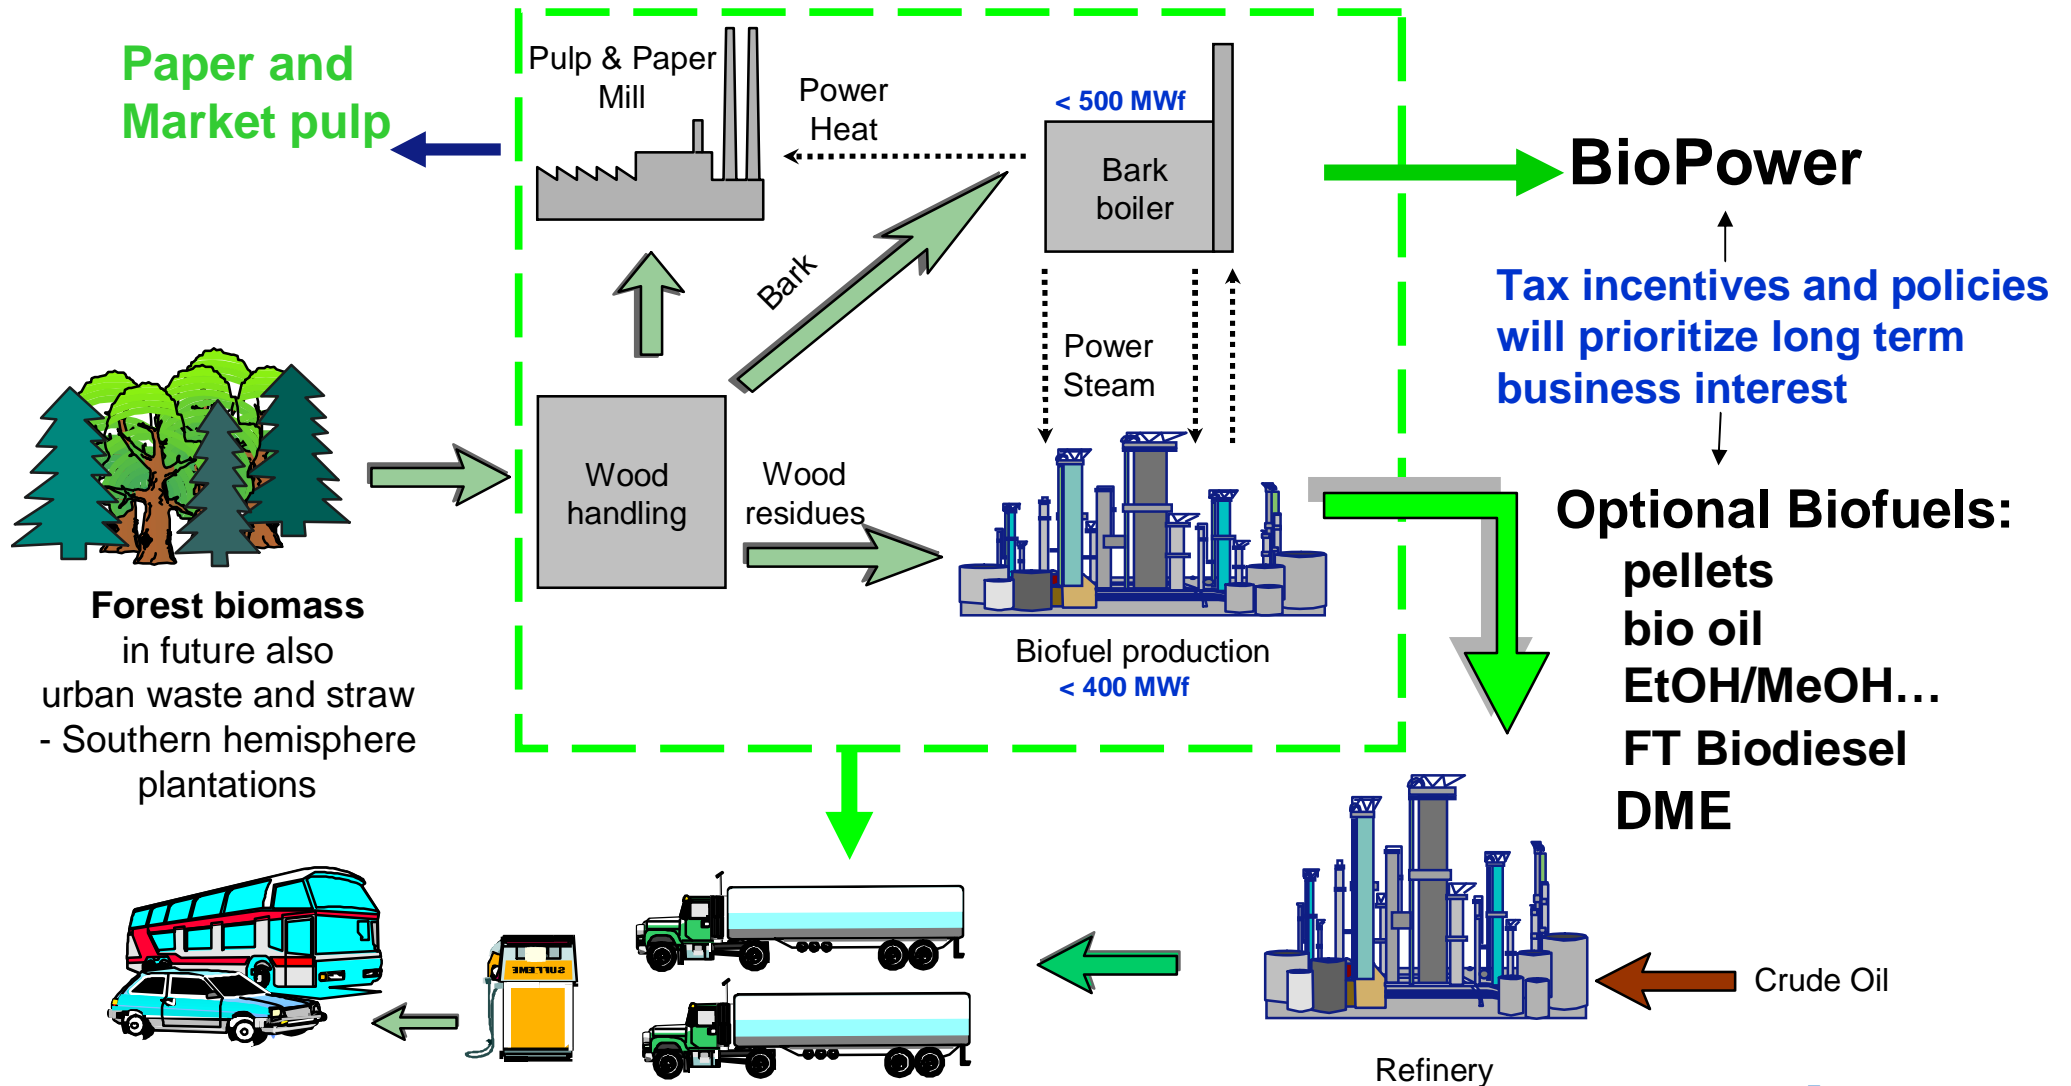 Paper and
Market pulp
Pulp & Paper
Mill
Power
Heat
< 500 MWf
Bark
boiler
BioPower
Bark
Tax incentives and policies
will prioritize long term
business interest
Power
Steam
Wood
handling
Wood
residues
Optional Biofuels:
pellets
bio oil
EtOH/MeOH...
FT Biodiesel
DME
Forest biomass
in future also
urban waste and straw
- Southern hemisphere
plantations
Biofuel production
< 400 MWf
Crude Oil
Refinery